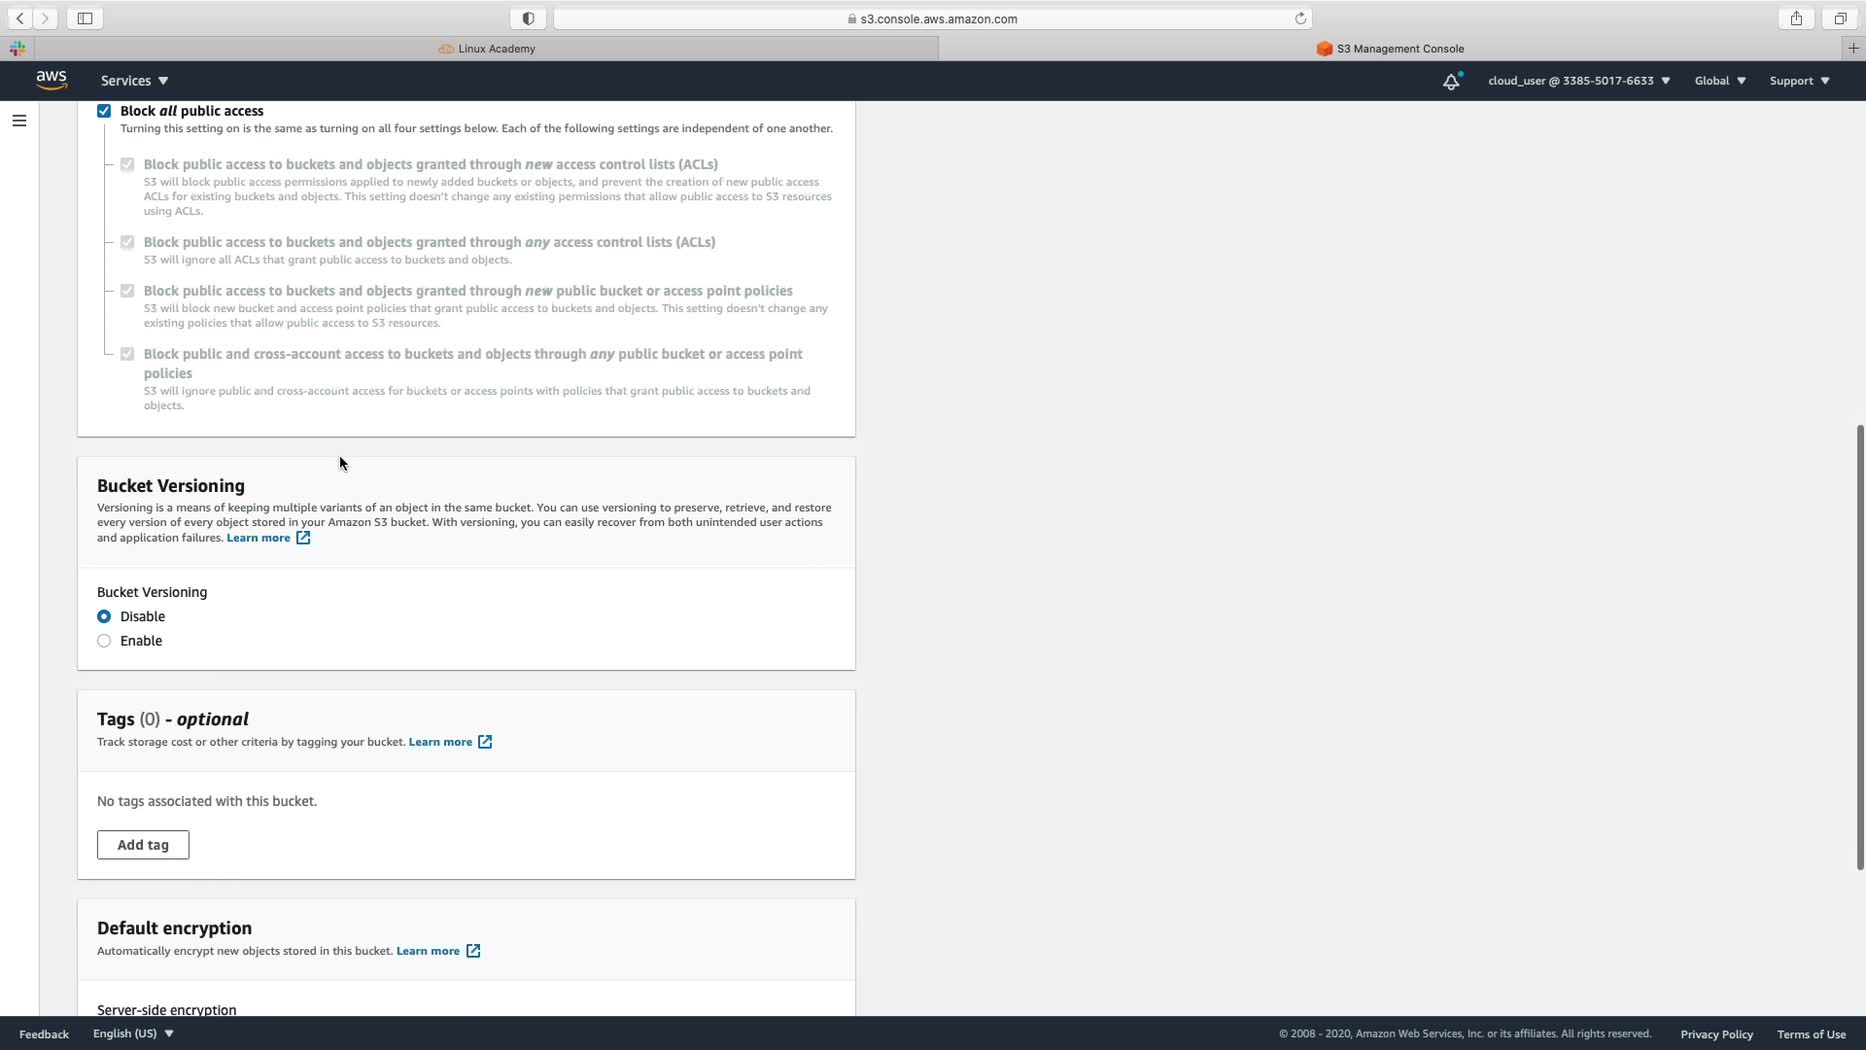 s3.console.aws.amazon.com
Linux Academy
S3 Management Console
aws
Services
cloud_user @ 3385-5017-6633
Global
Support
Block all public access
Turning this setting on is the same as turning on all four settings below. Each of the following settings are independent of one another.
Block public access to buckets and objects granted through new access control lists (ACLs)
S3 will block public access permissions applied to newly added buckets or objects, and prevent the creation of new public access
ACLs for existing buckets and objects. This setting doesn't change any existing permissions that allow public access to S3 resources
using ACLs.
Block public access to buckets and objects granted through any access control lists (ACLs)
S3 will ignore all ACLs that grant public access to buckets and objects.
Block public access to buckets and objects granted through new public bucket or access point policies
S3 will block new bucket and access point policies that grant public access to buckets and objects. This setting doesn't change any
existing policies that allow public access to S3 resources.
Block public and cross-account access to buckets and objects through any public bucket or access point
policies
S3 will ignore public and cross-account access for buckets or access points with policies that grant public access to buckets and
objects.
Bucket Versioning
Versioning is a means of keeping multiple variants of an object in the same bucket. You can use versioning to preserve, retrieve, and restore
every version of every object stored in your Amazon S3 bucket. With versioning, you can easily recover from both unintended user actions
and application failures. Learn more
Bucket Versioning
Disable
Enable
Tags (0) - optional
Track storage cost or other criteria by tagging your bucket. Learn more
No tags associated with this bucket.
Add tag
Default encryption
Automatically encrypt new objects stored in this bucket. Learn more
Server-side encryption
Feedback
English (US)
© 2008 - 2020, Amazon Web Services, Inc. or its affiliates. All rights reserved.
Privacy Policy
Terms of Use